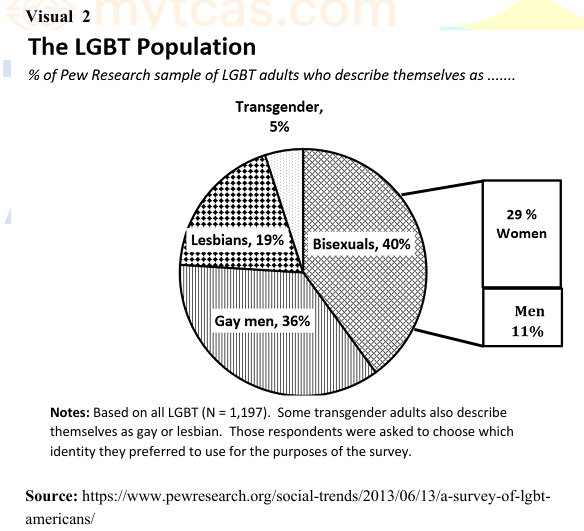 mytcas.com
Visual 2
The LGBT Population
% of Pew Research sample of LGBT adults who describe themselves as .......
Transgender,
5%
Lesbians, 19%
Bisexuals, 40%
29 %
Women
Gay men, 36%
Men
11%
Notes: Based on all LGBT (N = 1,197). Some transgender adults also describe
themselves as gay or lesbian. Those respondents were asked to choose which
identity they preferred to use for the purposes of the survey.
Source: https://www.pewresearch.org/social-trends/2013/06/13/a-survey-of-lgbt-
americans/